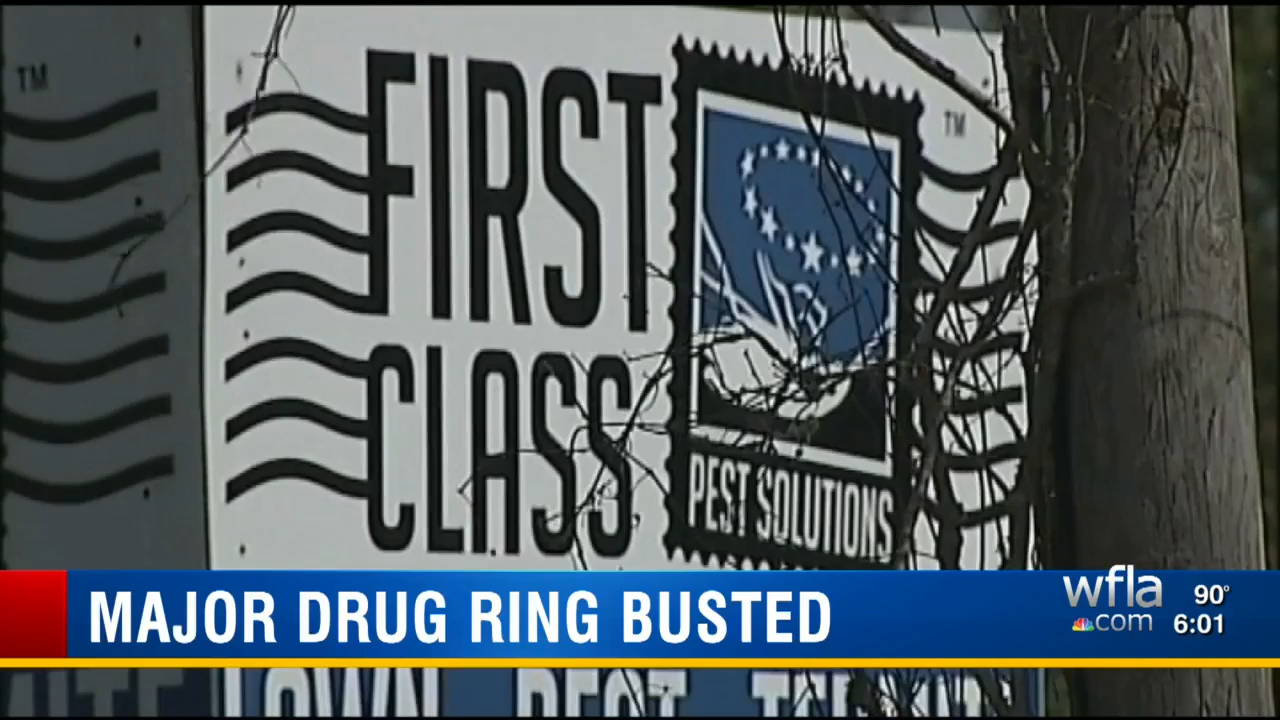 TM
FIRST
CLASS
TM
PEST SOLUTIONS
MAJOR DRUG RING BUSTED
wfla
.com
90°
6:01